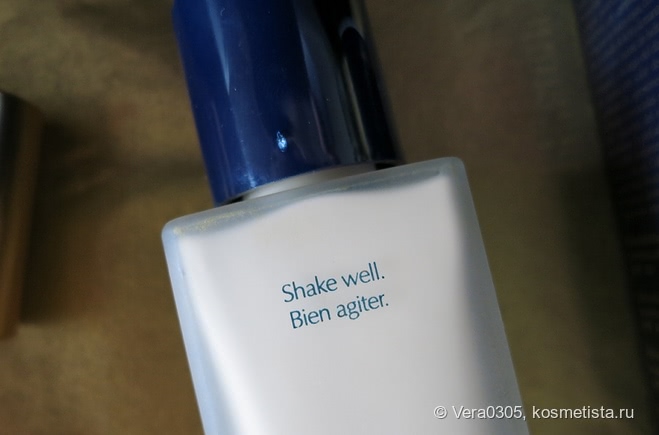 Shake well.
Bien agiter.
© Vera0305, kosmetista.ru